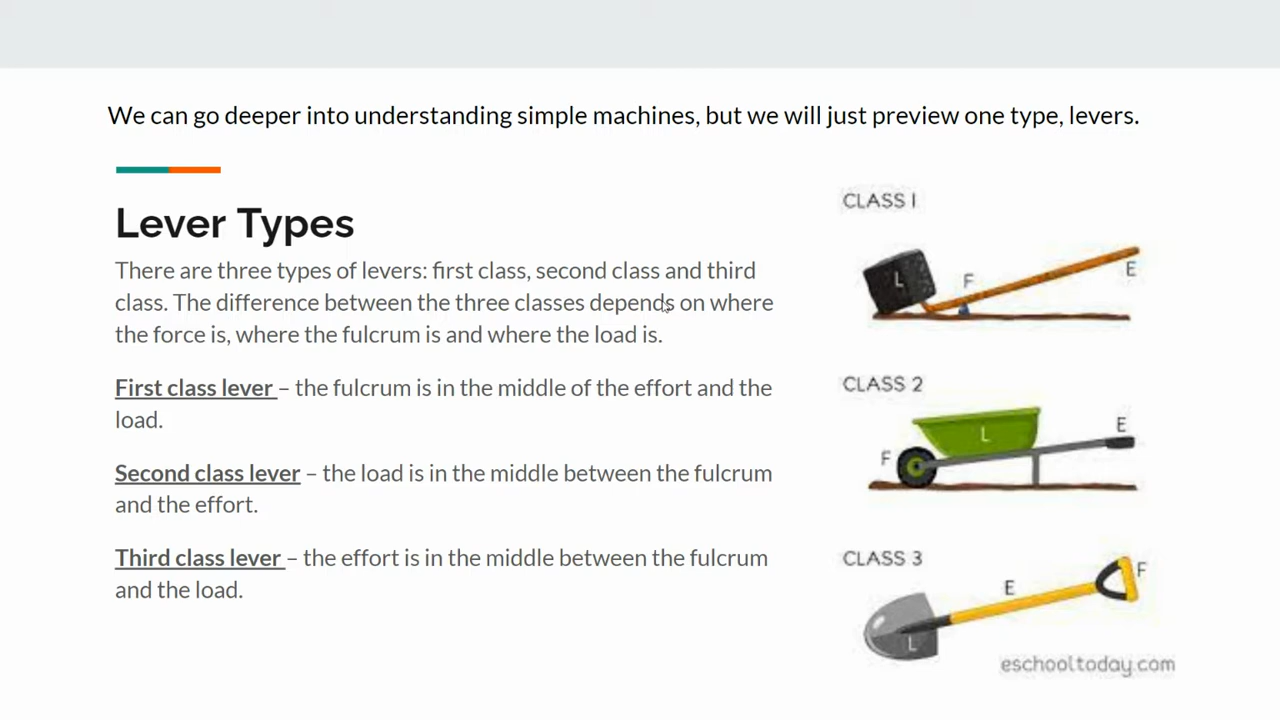 We can go deeper into understanding simple machines, but we will just preview one type, levers.
Lever Types
There are three types of levers: first class, second class and third
class. The difference between the three classes depends on where
the force is, where the fulcrum is and where the load is.
First class lever – the fulcrum is in the middle of the effort and the
load.
Second class lever – the load is in the middle between the fulcrum
and the effort.
Third class lever – the effort is in the middle between the fulcrum
and the load.
CLASS 1
L
F
E
CLASS 2
F
L
E
CLASS 3
L
E
F
eschooltoday.com